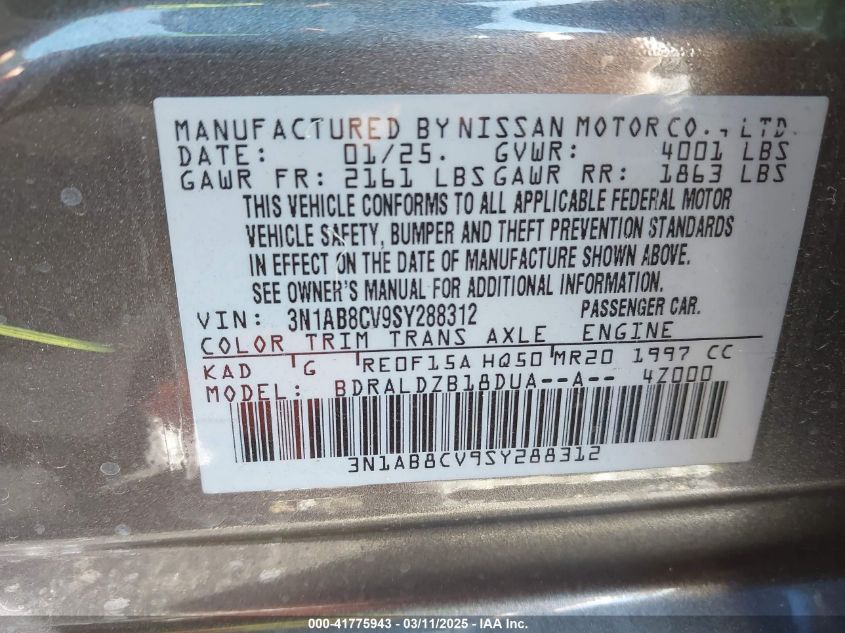 MANUFACTURED BY NISSAN MOTOR CO., LTD.
DATE: 01/25. GVWR: 4001 LBS
GAWR FR: 2161 LBS GAWR RR: 1863 LBS
THIS VEHICLE CONFORMS TO ALL APPLICABLE FEDERAL MOTOR
VEHICLE SAFETY, BUMPER AND THEFT PREVENTION STANDARDS
IN EFFECT ON THE DATE OF MANUFACTURE SHOWN ABOVE.
SEE OWNER'S MANUAL FOR ADDITIONAL INFORMATION.
VIN: 3N1AB8CV9SY288312 PASSENGER CAR.
COLOR TRIM TRANS AXLE ENGINE
KAD G RE0F15A HQ50 MR20 1997 CC
MODEL: BDRALDZB18DUA--A-- 4Z000
3N1AB8CV9SY288312
000-41775943 - 03/11/2025 - IAA Inc.